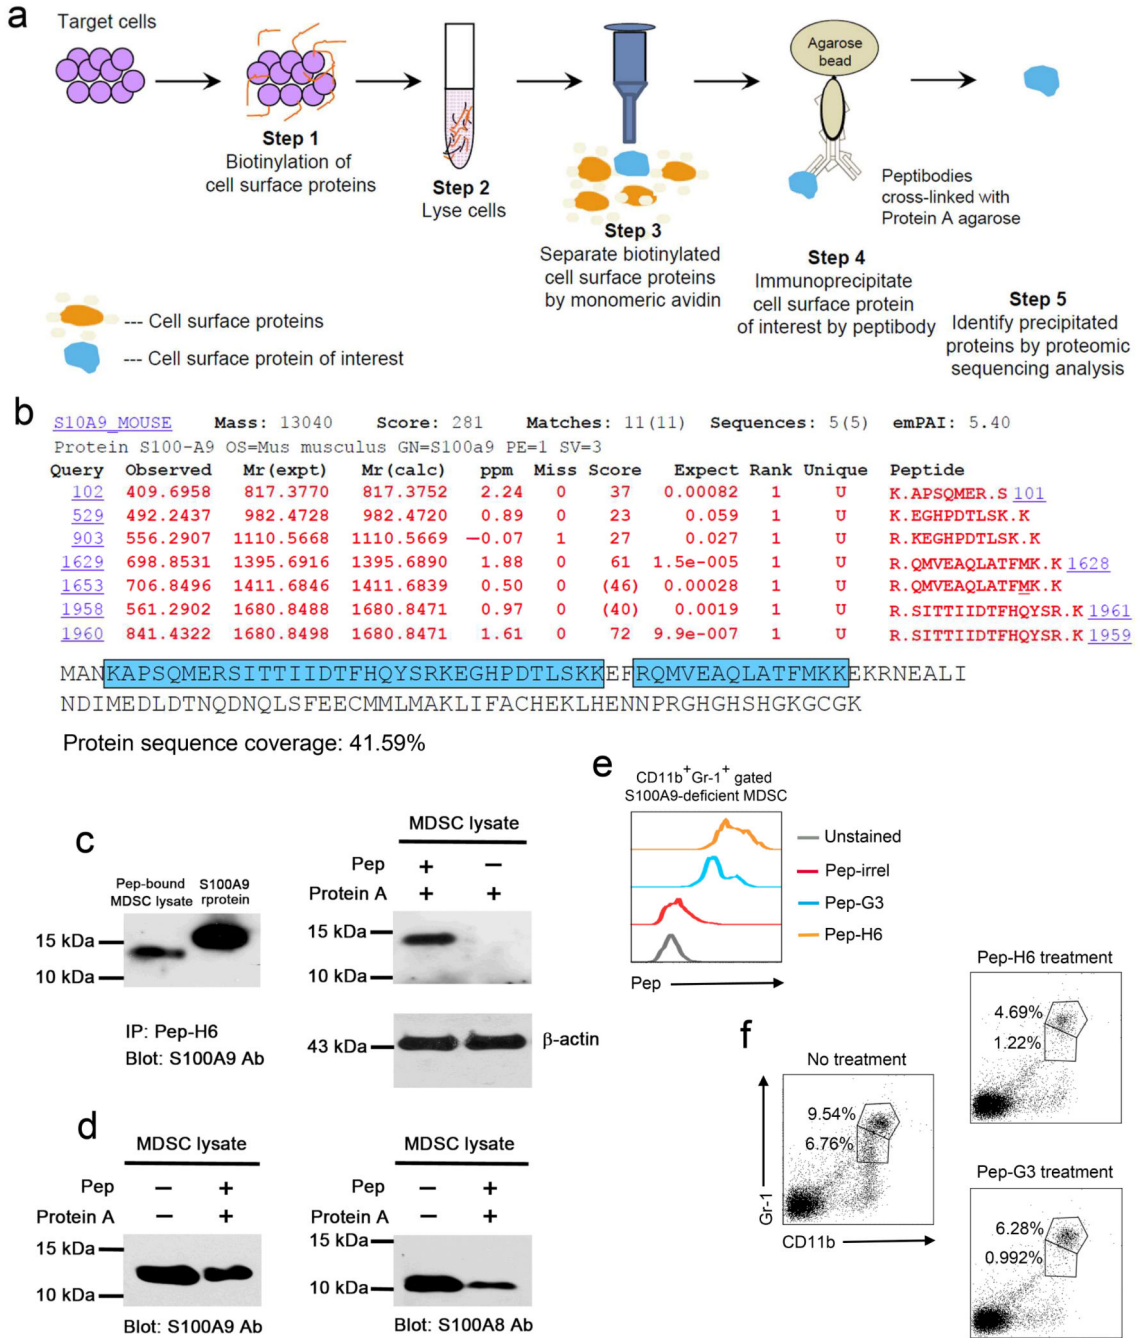 a
Target cells
Step 1
Biotinylation of
cell surface proteins
Step 2
Lyse cells
Step 3
Separate biotinylated
cell surface proteins
by monomeric avidin
Agarose
bead
Peptibodies
cross-linked with
Protein A agarose
Step 4
Immunoprecipitate
cell surface protein
of interest by peptibody
Step 5
Identify precipitated
proteins by proteomic
sequencing analysis
--- Cell surface proteins
--- Cell surface protein of interest
b
S10A9_MOUSE Mass: 13040 Score: 281 Matches: 11(11) Sequences: 5(5) emPAI: 5.40
Protein S100-A9 OS=Mus musculus GN=S100a9 PE=1 SV=3
Query Observed Mr(expt) Mr(calc) ppm Miss Score Expect Rank Unique Peptide
102 409.6958 817.3770 817.3752 2.24 0 37 0.00082 1 U K.APSQMER.S 101
529 492.2437 982.4728 982.4720 0.89 0 23 0.059 1 U K.EGHPDTLSK.K
903 556.2907 1110.5668 1110.5669 −0.07 1 27 0.027 1 U R.KEGHPDTLSK.K
1629 698.8531 1395.6916 1395.6890 1.88 0 61 1.5e-005 1 U R.QMVEAQLATFMK.K 1628
1653 706.8496 1411.6846 1411.6839 0.50 0 (46) 0.00028 1 U R.QMVEAQLATFMK.K
1958 561.2902 1680.8488 1680.8471 0.97 0 (40) 0.0019 1 U R.SITTIIDTFHQYSR.K 1961
1960 841.4322 1680.8498 1680.8471 1.61 0 72 9.9e-007 1 U R.SITTIIDTFHQYSR.K 1959
MANKAPSQMERSITTIIDTFHQYSRKEGHPDTLSKKEFRQMVEAQLATFMKKEKRNEALI
NDIMEDLDTNQDNQLSFEECMMLMAKLIFACHEKLHENNPRGHGHSHGKGCGK
Protein sequence coverage: 41.59%
c
Pep-bound
MDSC lysate
S100A9
rprotein
15 kDa
10 kDa
IP: Pep-H6
Blot: S100A9 Ab
MDSC lysate
Pep + −
Protein A + +
15 kDa
10 kDa
43 kDa
β-actin
d
MDSC lysate
Pep − +
Protein A − +
15 kDa
10 kDa
Blot: S100A9 Ab
MDSC lysate
Pep − +
Protein A − +
15 kDa
10 kDa
Blot: S100A8 Ab
e
CD11b+Gr-1+ gated
S100A9-deficient MDSC
Unstained
Pep-irrel
Pep-G3
Pep-H6
Pep
f
No treatment
9.54%
6.76%
Gr-1
CD11b
Pep-H6 treatment
4.69%
1.22%
Pep-G3 treatment
6.28%
0.992%